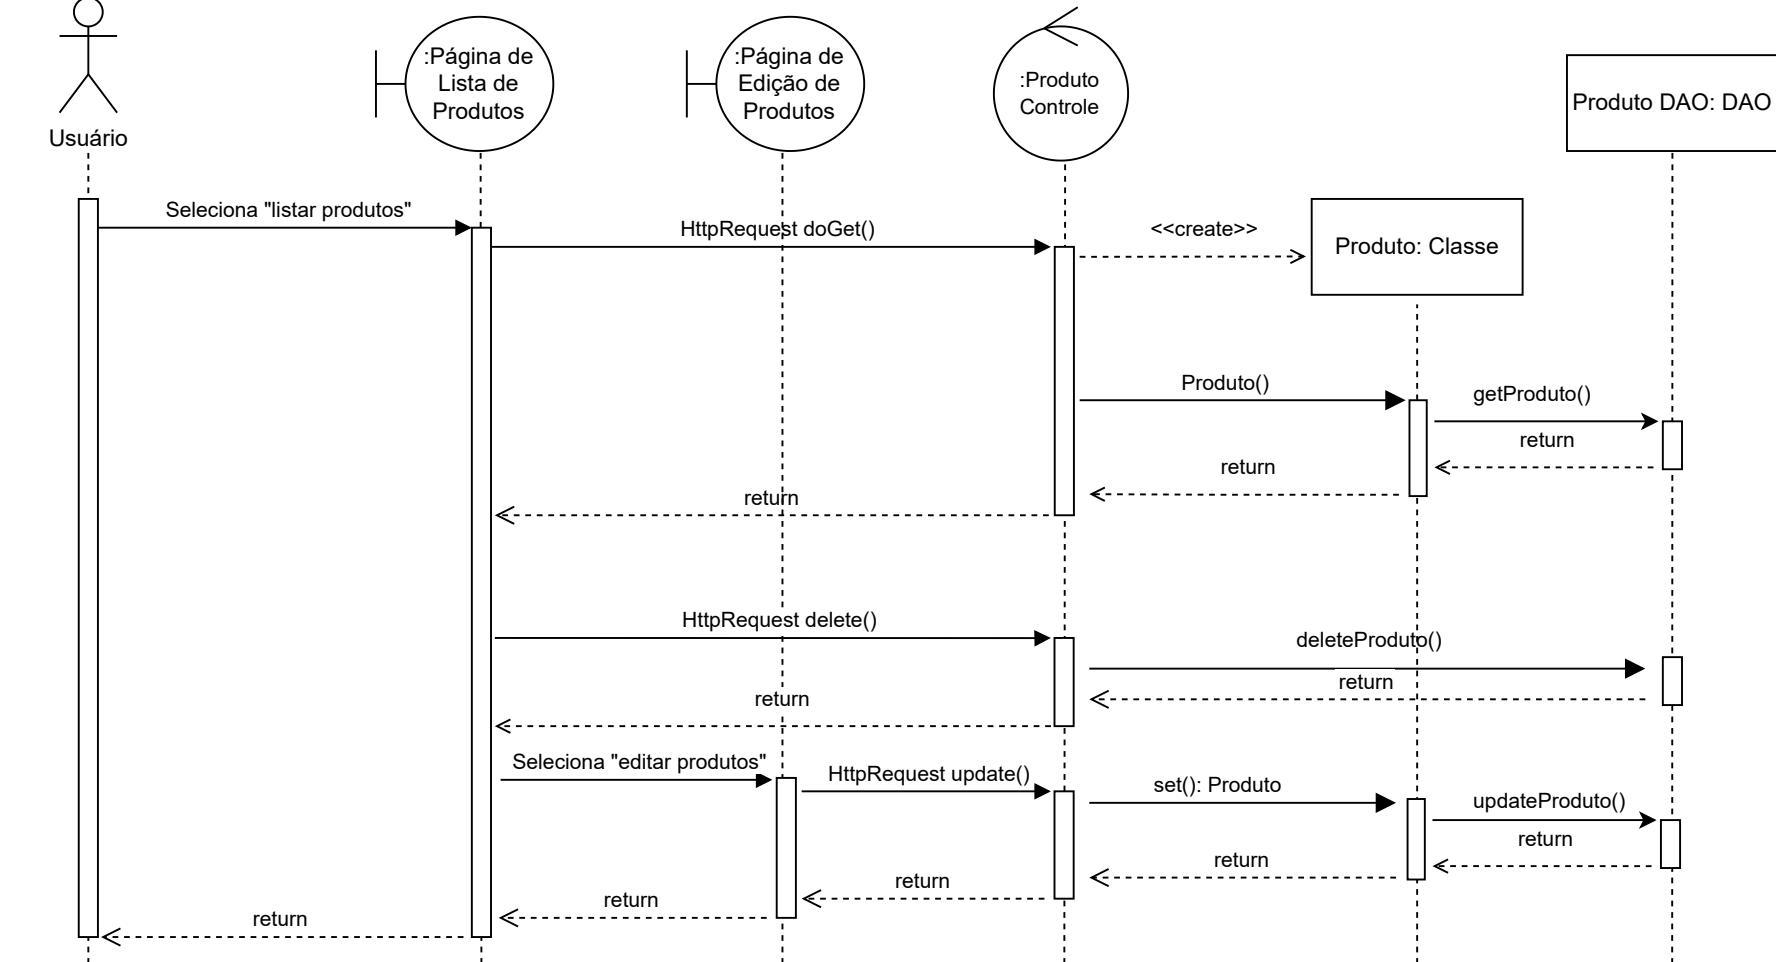 :Página de
Lista de
Produtos
:Página de
Edição de
Produtos
:Produto
Controle
Produto DAO: DAO
Usuário
Seleciona "listar produtos"
HttpRequest doGet()
<<create>>
Produto: Classe
Produto()
getProduto()
return
return
return
HttpRequest delete()
deleteProduto()
return
return
Seleciona "editar produtos"
HttpRequest update()
set(): Produto
updateProduto()
return
return
return
return
return